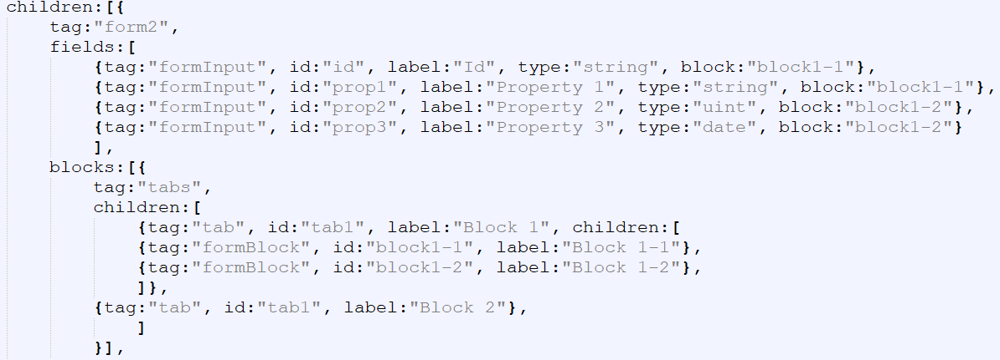 children:[{
    tag:"form2",
    fields:[
        {tag:"formInput", id:"id", label:"Id", type:"string", block:"block1-1"},
        {tag:"formInput", id:"prop1", label:"Property 1", type:"string", block:"block1-1"},
        {tag:"formInput", id:"prop2", label:"Property 2", type:"uint", block:"block1-2"},
        {tag:"formInput", id:"prop3", label:"Property 3", type:"date", block:"block1-2"}
        ],
    blocks:[{
        tag:"tabs",
        children:[
            {tag:"tab", id:"tab1", label:"Block 1", children:[
            {tag:"formBlock", id:"block1-1", label:"Block 1-1"},
            {tag:"formBlock", id:"block1-2", label:"Block 1-2"},
            ]},
        {tag:"tab", id:"tab1", label:"Block 2"},
            ]
        }],